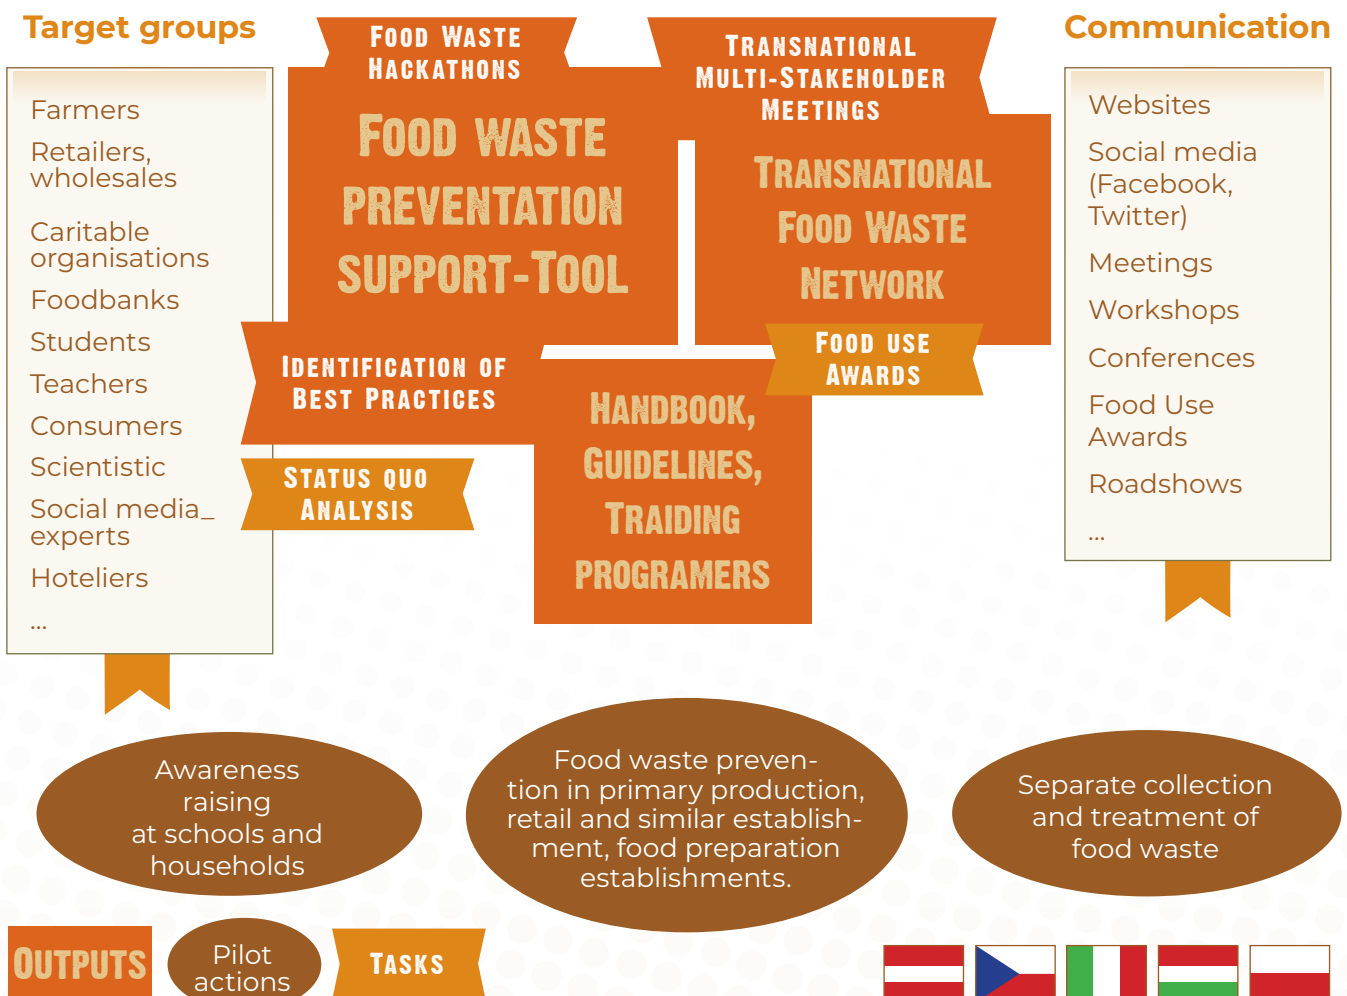 Target groups
Farmers
Retailers,
wholesales
Caritable
organisations
Foodbanks
Students
Teachers
Consumers
Scientistic
Social media_
experts
Hoteliers
...
FOOD WASTE
HACKATHONS
FOOD WASTE
PREVENTATION
SUPPORT-TOOL
TRANSNATIONAL
MULTI-STAKEHOLDER
MEETINGS
TRANSNATIONAL
FOOD WASTE
NETWORK
FOOD USE
AWARDS
IDENTIFICATION OF
BEST PRACTICES
STATUS QUO
ANALYSIS
HANDBOOK,
GUIDELINES,
TRAIDING
PROGRAMERS
Communication
Websites
Social media
(Facebook,
Twitter)
Meetings
Workshops
Conferences
Food Use
Awards
Roadshows
...
Awareness
raising
at schools and
households
Food waste preven-
tion in primary production,
retail and similar establish-
ment, food preparation
establishments.
Separate collection
and treatment of
food waste
OUTPUTS
Pilot
actions
TASKS